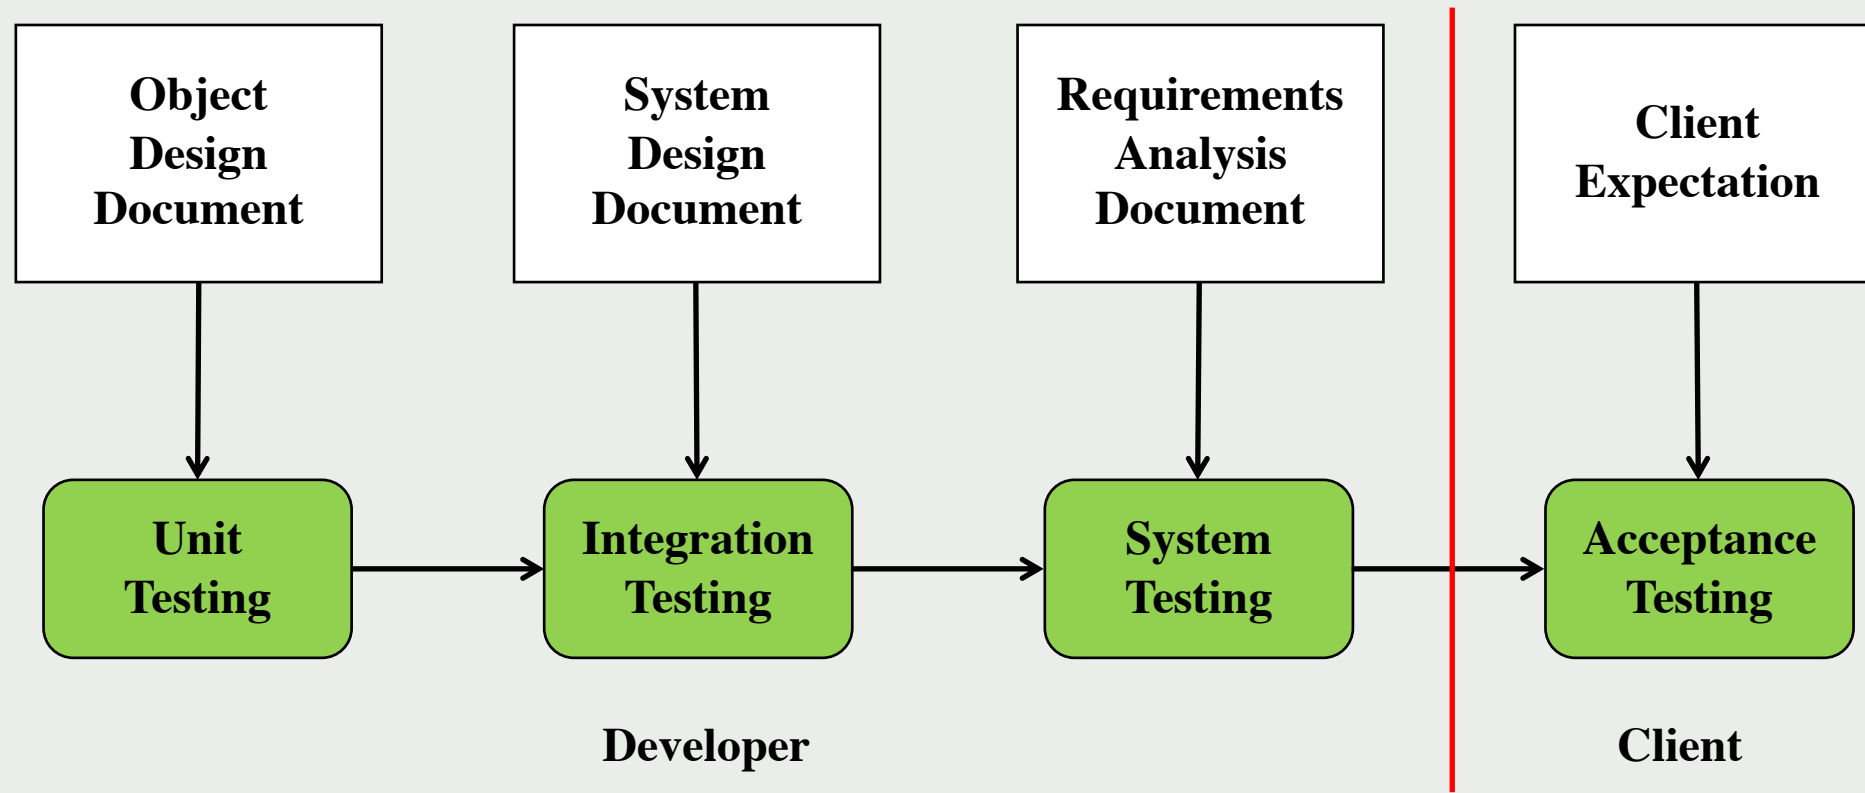 Object
Design
Document
System
Design
Document
Requirements
Analysis
Document
Client
Expectation
Unit
Testing
Integration
Testing
System
Testing
Acceptance
Testing
Developer
Client